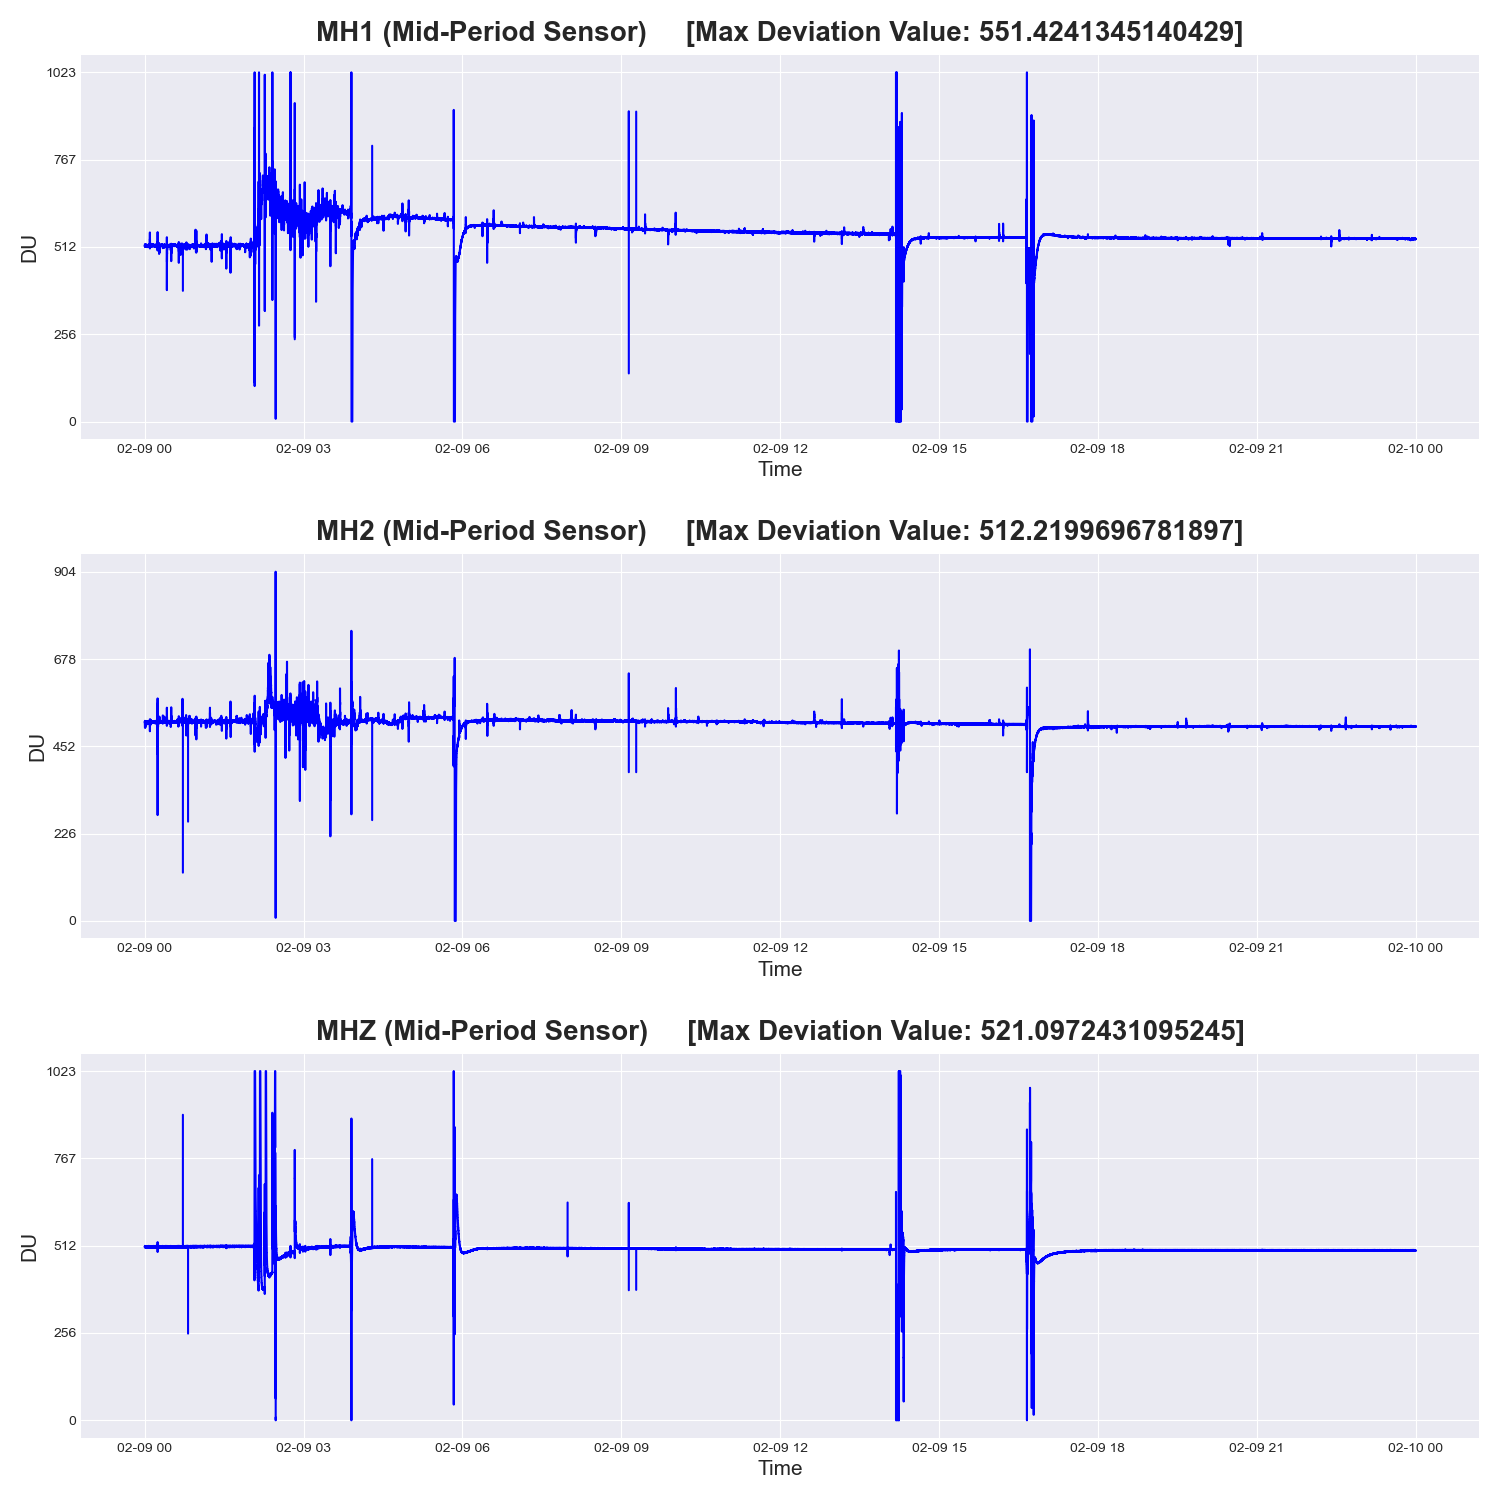 MH1 (Mid-Period Sensor) [Max Deviation Value: 551.4241345140429]
1023
767
512
256
0
DU
02-09 00 02-09 03 02-09 06 02-09 09 02-09 12 02-09 15 02-09 18 02-09 21 02-10 00
Time
MH2 (Mid-Period Sensor) [Max Deviation Value: 512.2199696781897]
904
678
452
226
0
DU
02-09 00 02-09 03 02-09 06 02-09 09 02-09 12 02-09 15 02-09 18 02-09 21 02-10 00
Time
MHZ (Mid-Period Sensor) [Max Deviation Value: 521.0972431095245]
1023
767
512
256
0
DU
02-09 00 02-09 03 02-09 06 02-09 09 02-09 12 02-09 15 02-09 18 02-09 21 02-10 00
Time